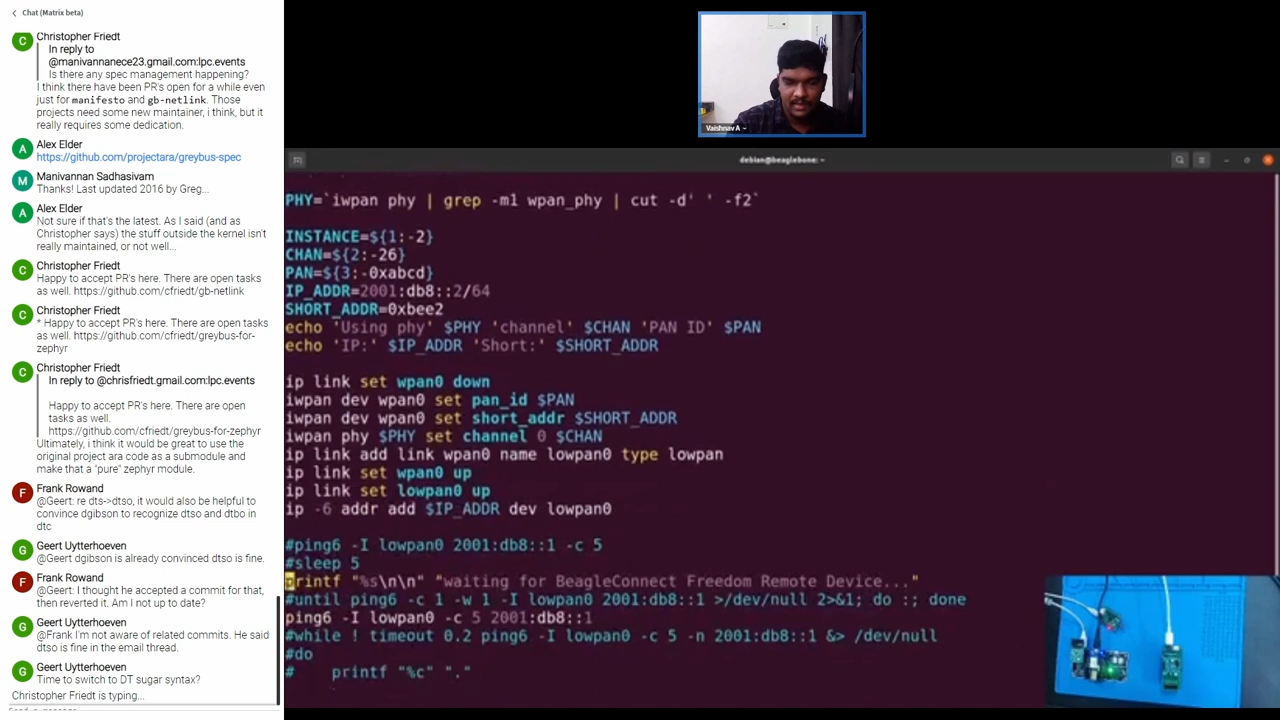 Chat (Matrix beta)
C
Christopher Friedt
In reply to
@manivannanece23.gmail.com:lpc.events
Is there any spec management happening?
I think there have been PR's open for a while even
just for manifesto and gb-netlink. Those
projects need some new maintainer, i think, but it
really requires some dedication.
A
Alex Elder
https://github.com/projectara/greybus-spec
M
Manivannan Sadhasivam
Thanks! Last updated 2016 by Greg...
A
Alex Elder
Not sure if that's the latest. As I said (and as
Christopher says) the stuff outside the kernel isn't
really maintained, or not well...
C
Christopher Friedt
Happy to accept PR's here. There are open tasks
as well. https://github.com/cfriedt/gb-netlink
C
Christopher Friedt
* Happy to accept PR's here. There are open tasks
as well. https://github.com/cfriedt/greybus-for-
zephyr
C
Christopher Friedt
In reply to @chrisfriedt.gmail.com:lpc.events
Happy to accept PR's here. There are open
tasks as well.
https://github.com/cfriedt/greybus-for-zephyr
Ultimately, i think it would be great to use the
original project ara code as a submodule and
make that a "pure" zephyr module.
F
Frank Rowand
@Geert: re dts->dtso, it would also be helpful to
convince dgibson to recognize dtso and dtbo in
dtc
G
Geert Uytterhoeven
@Geert dgibson is already convinced dtso is fine.
F
Frank Rowand
@Geert: I thought he accepted a commit for that,
then reverted it. Am I not up to date?
G
Geert Uytterhoeven
@Frank I'm not aware of related commits. He said
dtso is fine in the email thread.
G
Geert Uytterhoeven
Time to switch to DT sugar syntax?
Christopher Friedt is typing...
Vaishnav A
debian@beaglebone: ~
PHY=`iwpan phy | grep -m1 wpan_phy | cut -d' ' -f2`
INSTANCE=${1:-2}
CHAN=${2:-26}
PAN=${3:-0xabcd}
IP_ADDR=2001:db8::2/64
SHORT_ADDR=0xbee2
echo 'Using phy' $PHY 'channel' $CHAN 'PAN ID' $PAN
echo 'IP:' $IP_ADDR 'Short:' $SHORT_ADDR
ip link set wpan0 down
iwpan dev wpan0 set pan_id $PAN
iwpan dev wpan0 set short_addr $SHORT_ADDR
iwpan phy $PHY set channel 0 $CHAN
ip link add link wpan0 name lowpan0 type lowpan
ip link set wpan0 up
ip link set lowpan0 up
ip -6 addr add $IP_ADDR dev lowpan0
#ping6 -I lowpan0 2001:db8::1 -c 5
#sleep 5
printf "%s\n\n" "waiting for BeagleConnect Freedom Remote Device..."
#until ping6 -c 1 -w 1 -I lowpan0 2001:db8::1 >/dev/null 2>&1; do :; done
ping6 -I lowpan0 -c 5 2001:db8::1
#while ! timeout 0.2 ping6 -I lowpan0 -c 5 -n 2001:db8::1 &> /dev/null
#do
#    printf "%c" "."